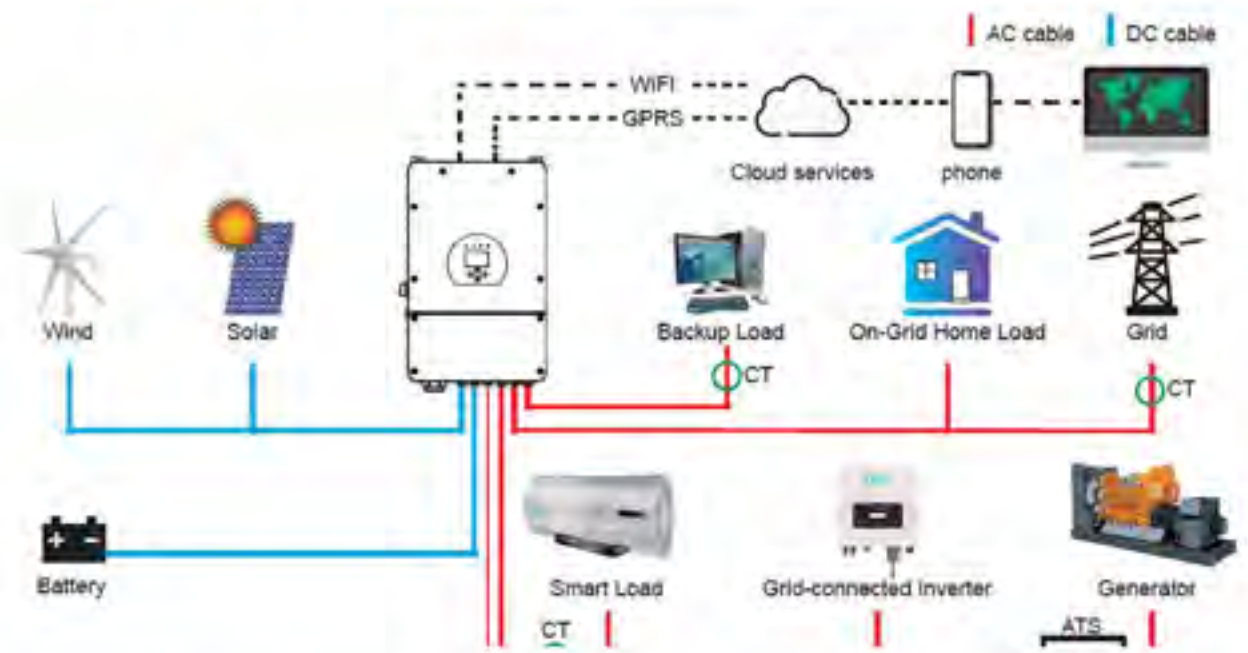 AC cable DC cable
WIFI
GPRS
Cloud services phone
Wind Solar Backup Load On-Grid Home Load Grid
CT CT
Battery Smart Load Grid-connected Inverter Generator
CT ATS